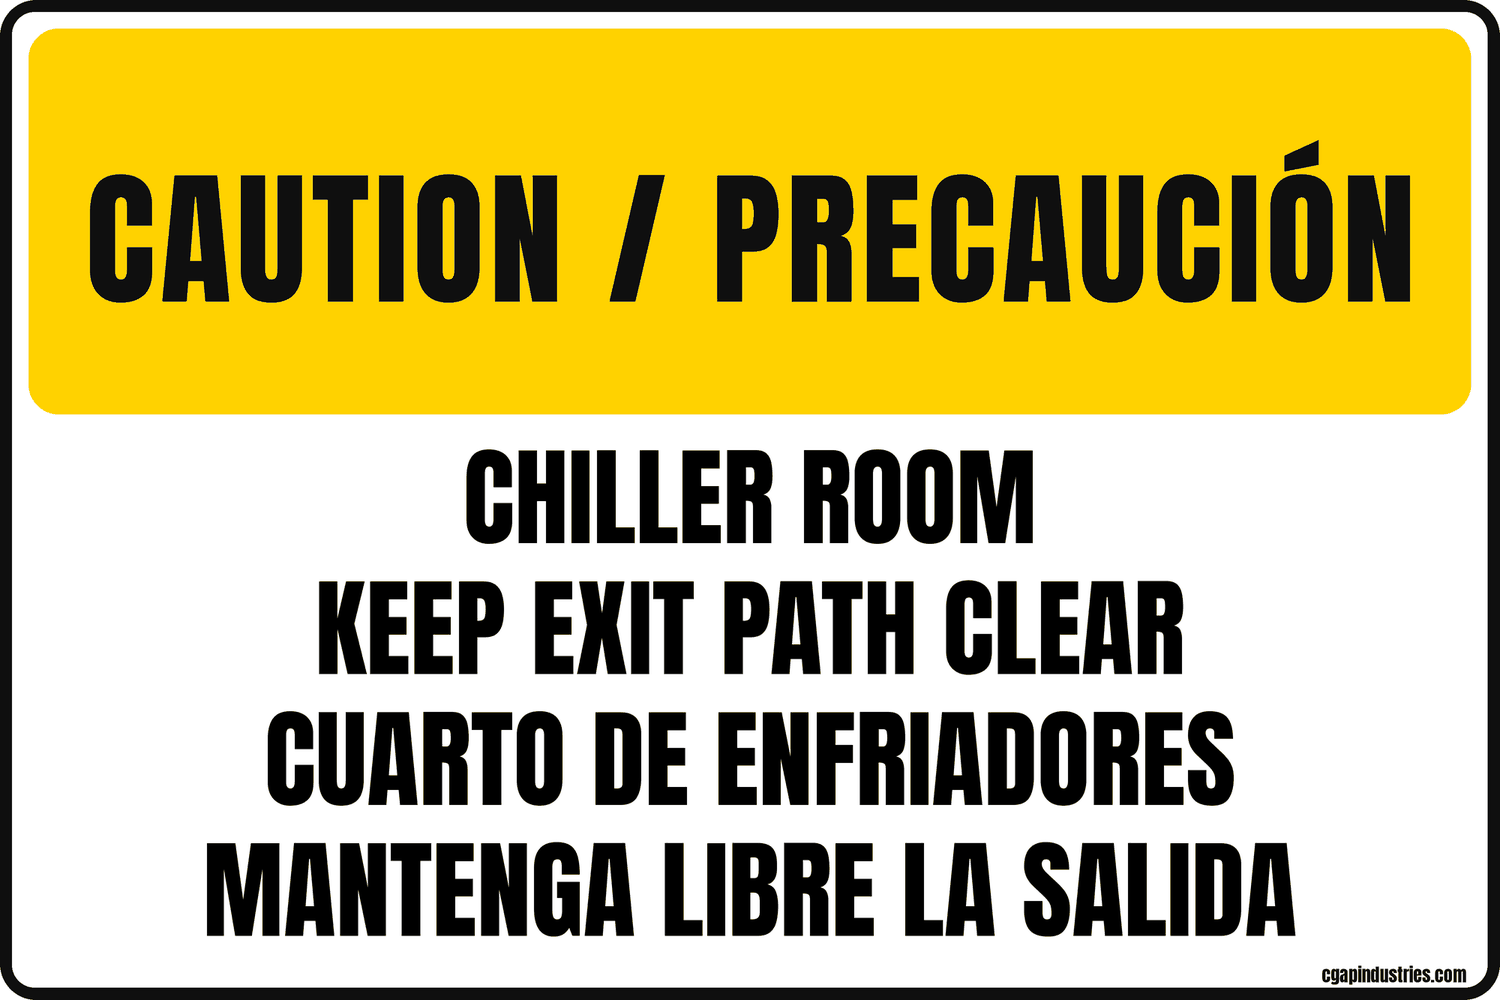 CAUTION / PRECAUCIÓN
CHILLER ROOM
KEEP EXIT PATH CLEAR
CUARTO DE ENFRIADORES
MANTENGA LIBRE LA SALIDA
cgapindustries.com